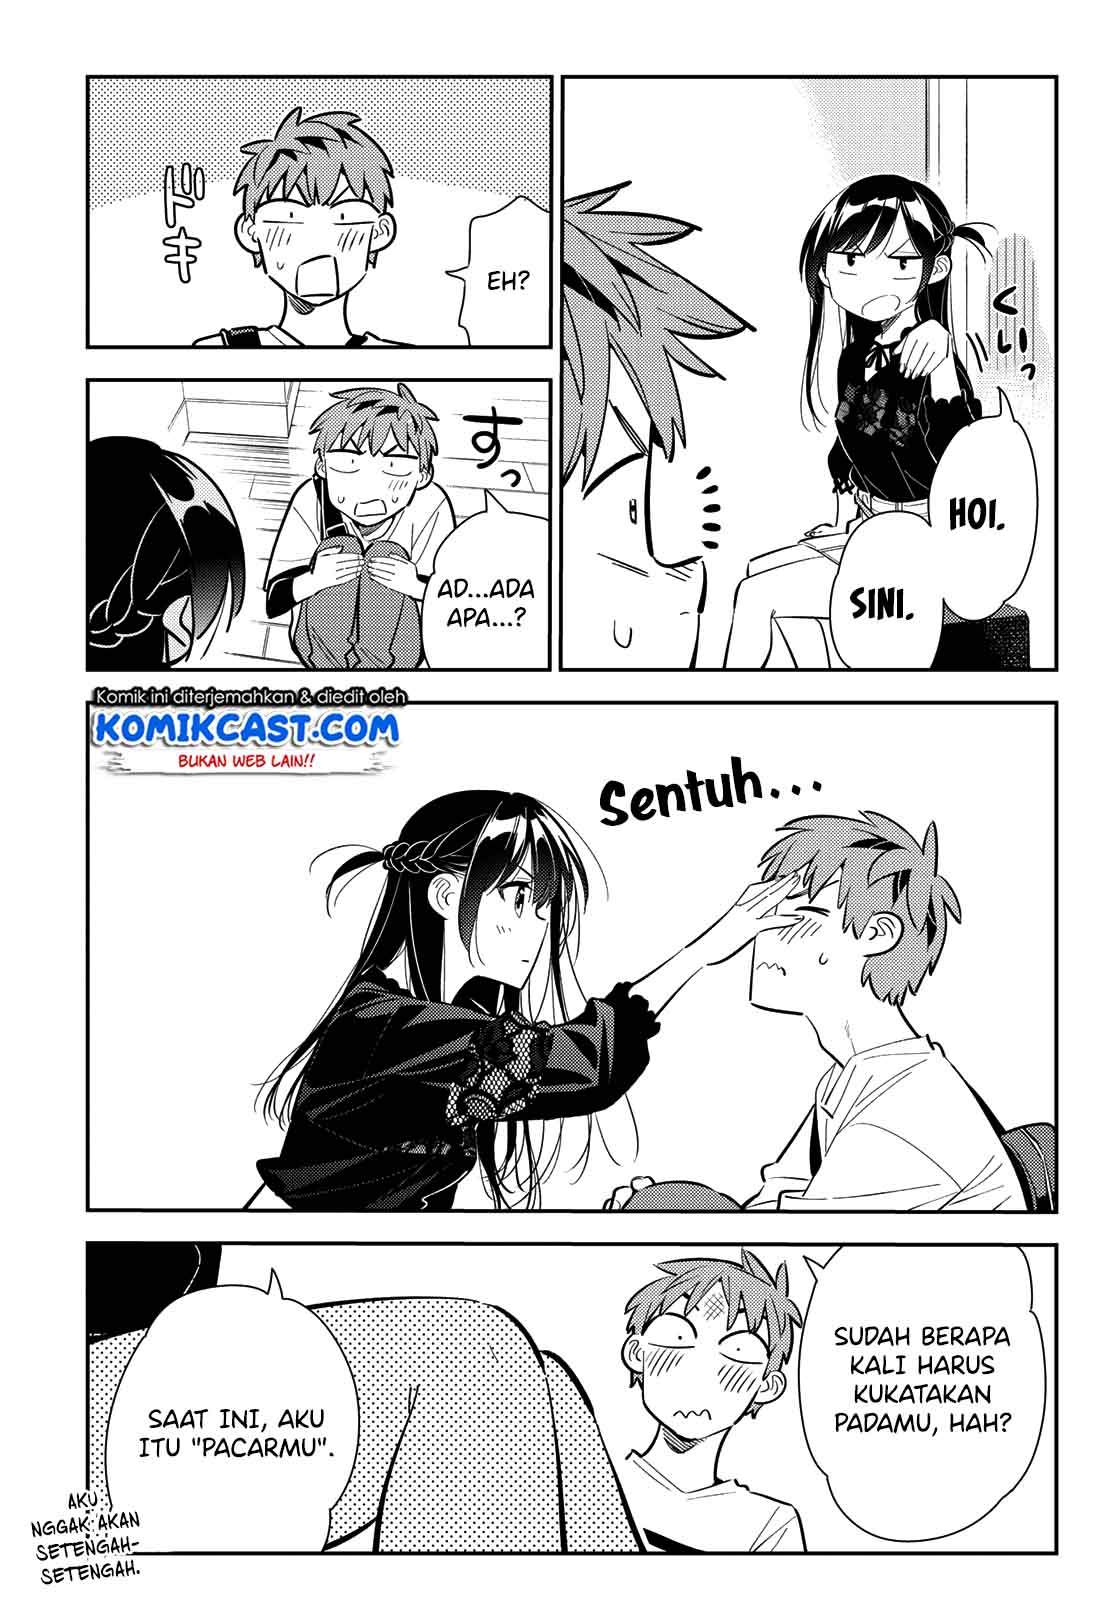 くいっ
HOI.
SINI.
ドキ
EH?
すっ
AD...ADA
APA...?
Komik ini diterjemahkan & diedit oleh
KOMIKCAST.COM
BUKAN WEB LAIN!!
Sentuh...
SUDAH BERAPA
KALI HARUS
KUKATAKAN
PADAMU, HAH?
SAAT INI, AKU
ITU "PACARMU".
AKU
NGGAK AKAN
SETENGAH-
SETENGAH.